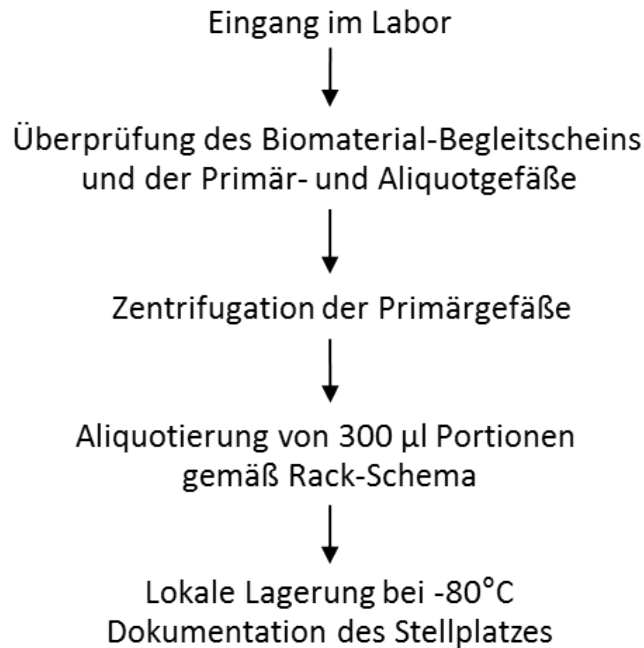 Eingang im Labor
Überprüfung des Biomaterial-Begleitscheins
und der Primär- und Aliquotgefäße
Zentrifugation der Primärgefäße
Aliquotierung von 300 µl Portionen
gemäß Rack-Schema
Lokale Lagerung bei -80°C
Dokumentation des Stellplatzes